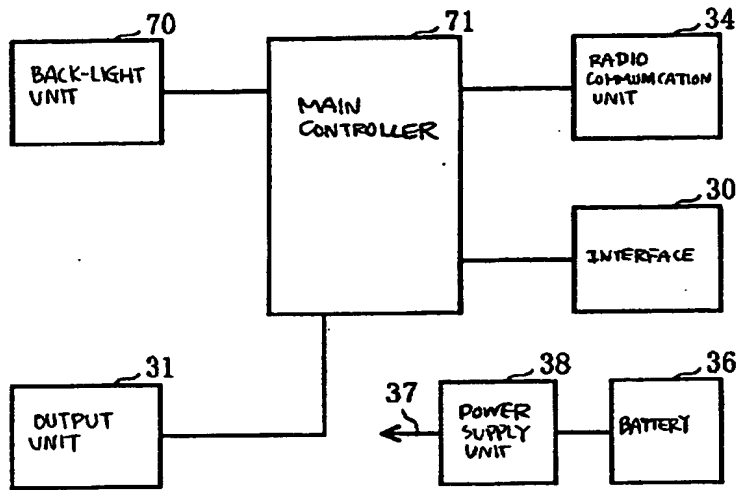 70
BACK-LIGHT
UNIT
71
MAIN
CONTROLLER
34
RADIO
COMMUNICATION
UNIT
30
INTERFACE
31
OUTPUT
UNIT
37
38
POWER
SUPPLY
UNIT
36
BATTERY